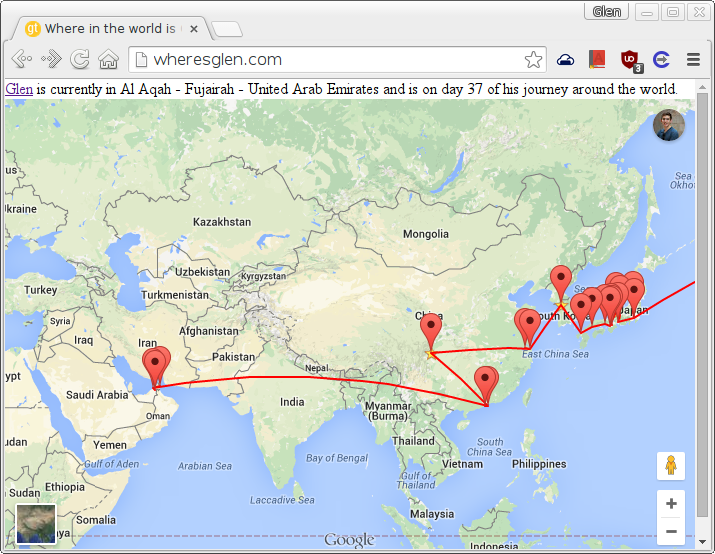 Glen
gt Where in the world is
wheresglen.com
3
Glen is currently in Al Aqah - Fujairah - United Arab Emirates and is on day 37 of his journey around the world.
Sea
Okhot
Ukraine
Kazakhstan
Mongolia
Uzbekistan
Kyrgyzstan
Turkey
Turkmenistan
Syria
China
South Korea
Japan
Iraq
Iran
Afghanistan
East China Sea
Pakistan
Nepal
Egypt
Saudi Arabia
India
Myanmar
(Burma)
Oman
Sudan
Yemen
Thailand
South
China Sea
Gulf of Aden
Arabian Sea
Bay of Bengal
Vietnam
Philippines
Gulf of
Thailand
Ethiopia
Laccadive Sea
Somalia
Malaysia
Google
+
−